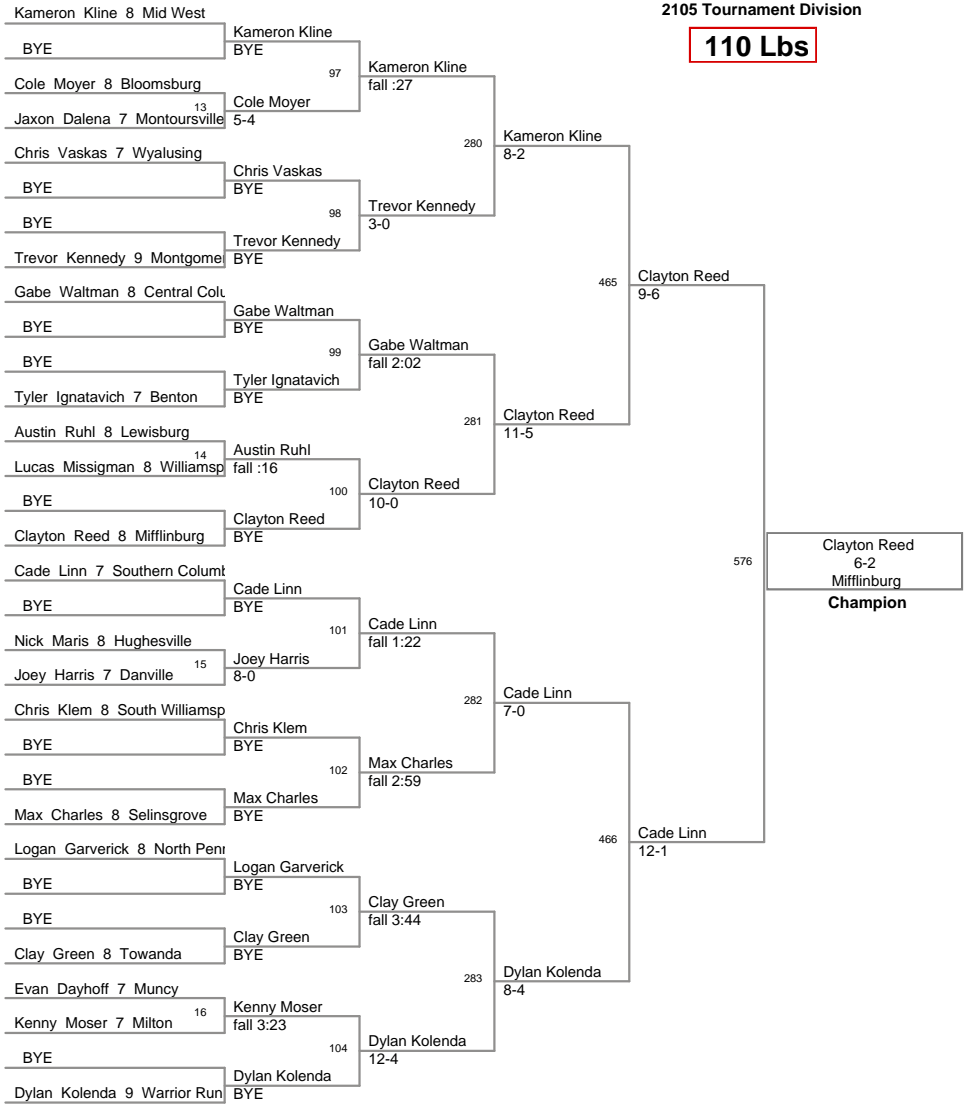 2105 Tournament Division
110 Lbs
Kameron Kline 8 Mid West
BYE
Cole Moyer 8 Bloomsburg
13
Jaxon Dalena 7 Montoursville
Chris Vaskas 7 Wyalusing
BYE
BYE
Trevor Kennedy 9 Montgomer
Gabe Waltman 8 Central Colu
BYE
BYE
Tyler Ignatavich 7 Benton
Austin Ruhl 8 Lewisburg
14
Lucas Missigman 8 Williamsp
BYE
Clayton Reed 8 Mifflinburg
Cade Linn 7 Southern Columb
BYE
Nick Maris 8 Hughesville
15
Joey Harris 7 Danville
Chris Klem 8 South Williamsp
BYE
BYE
Max Charles 8 Selinsgrove
Logan Garverick 8 North Penn
BYE
BYE
Clay Green 8 Towanda
Evan Dayhoff 7 Muncy
16
Kenny Moser 7 Milton
BYE
Dylan Kolenda 9 Warrior Run
Kameron Kline
BYE
97
Cole Moyer
5-4
Chris Vaskas
BYE
98
Trevor Kennedy
BYE
Gabe Waltman
BYE
99
Tyler Ignatavich
BYE
Austin Ruhl
fall :16
100
Clayton Reed
BYE
Cade Linn
BYE
101
Joey Harris
8-0
Chris Klem
BYE
102
Max Charles
BYE
Logan Garverick
BYE
103
Clay Green
BYE
Kenny Moser
fall 3:23
104
Dylan Kolenda
BYE
Kameron Kline
fall :27
280
Trevor Kennedy
3-0
Gabe Waltman
fall 2:02
281
Clayton Reed
10-0
Cade Linn
fall 1:22
282
Max Charles
fall 2:59
Clay Green
fall 3:44
283
Dylan Kolenda
12-4
Kameron Kline
8-2
465
Clayton Reed
11-5
Cade Linn
7-0
466
Dylan Kolenda
8-4
Clayton Reed
9-6
576
Cade Linn
12-1
Clayton Reed
6-2
Mifflinburg
Champion